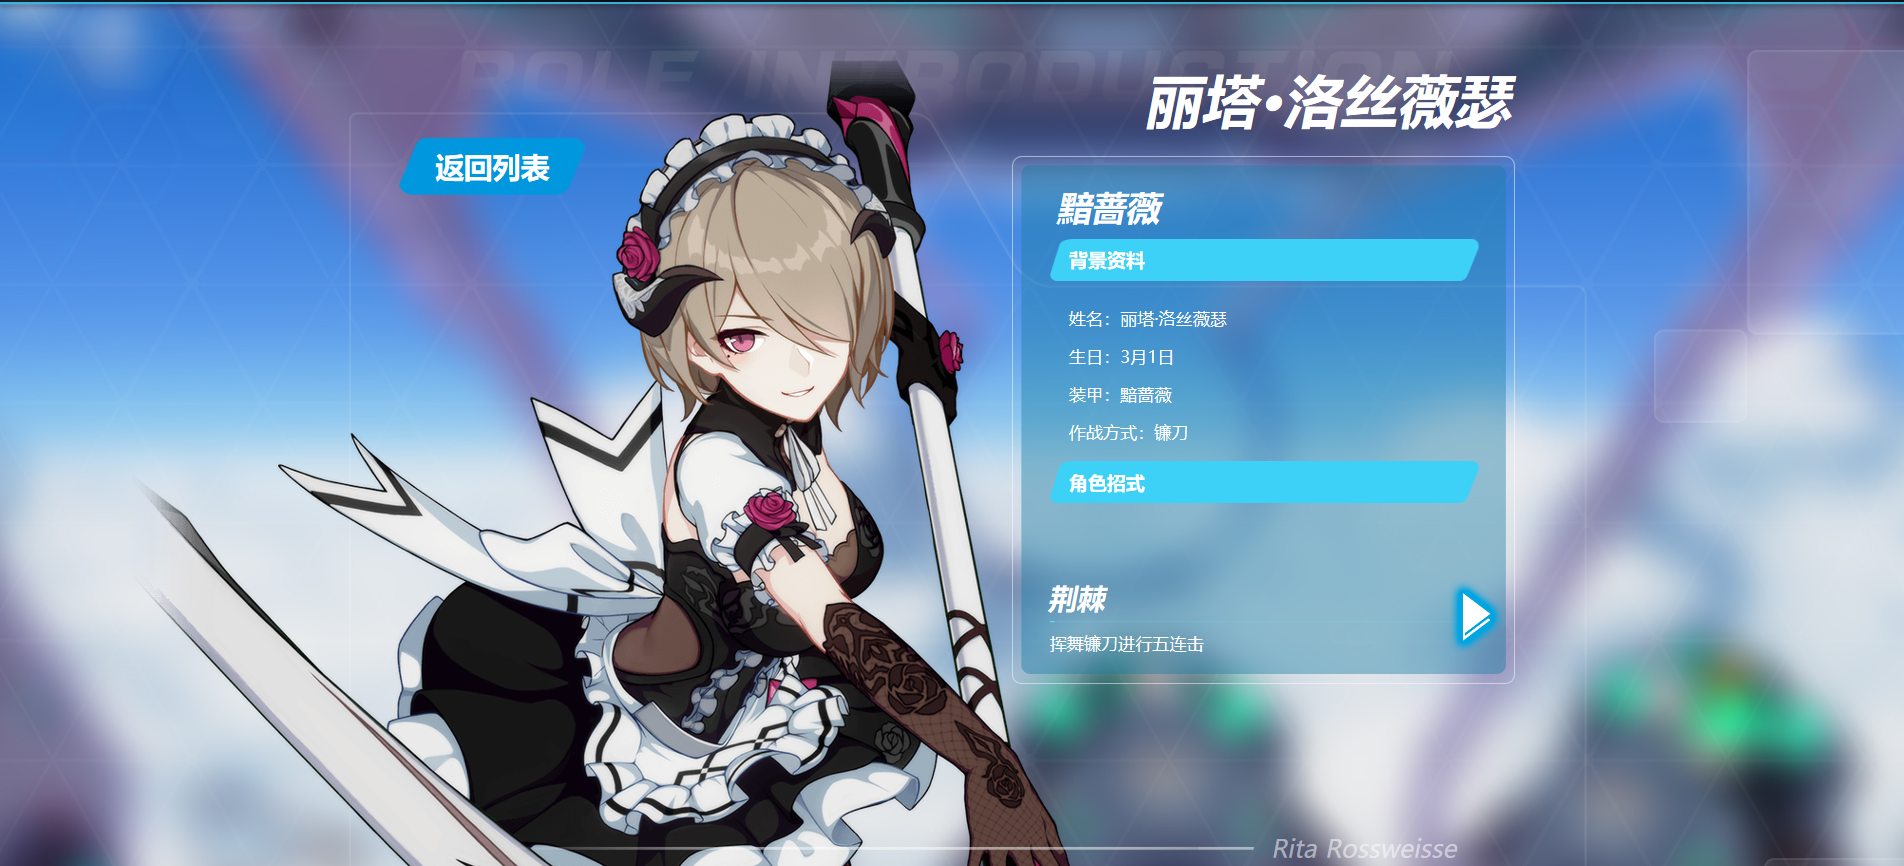 ROLE INTRODUCTION
丽塔·洛丝薇瑟
返回列表
黯蔷薇
背景资料
姓名：丽塔·洛丝薇瑟
生日：3月1日
装甲：黯蔷薇
作战方式：镰刀
角色招式
荆棘
挥舞镰刀进行五连击
Rita Rossweisse